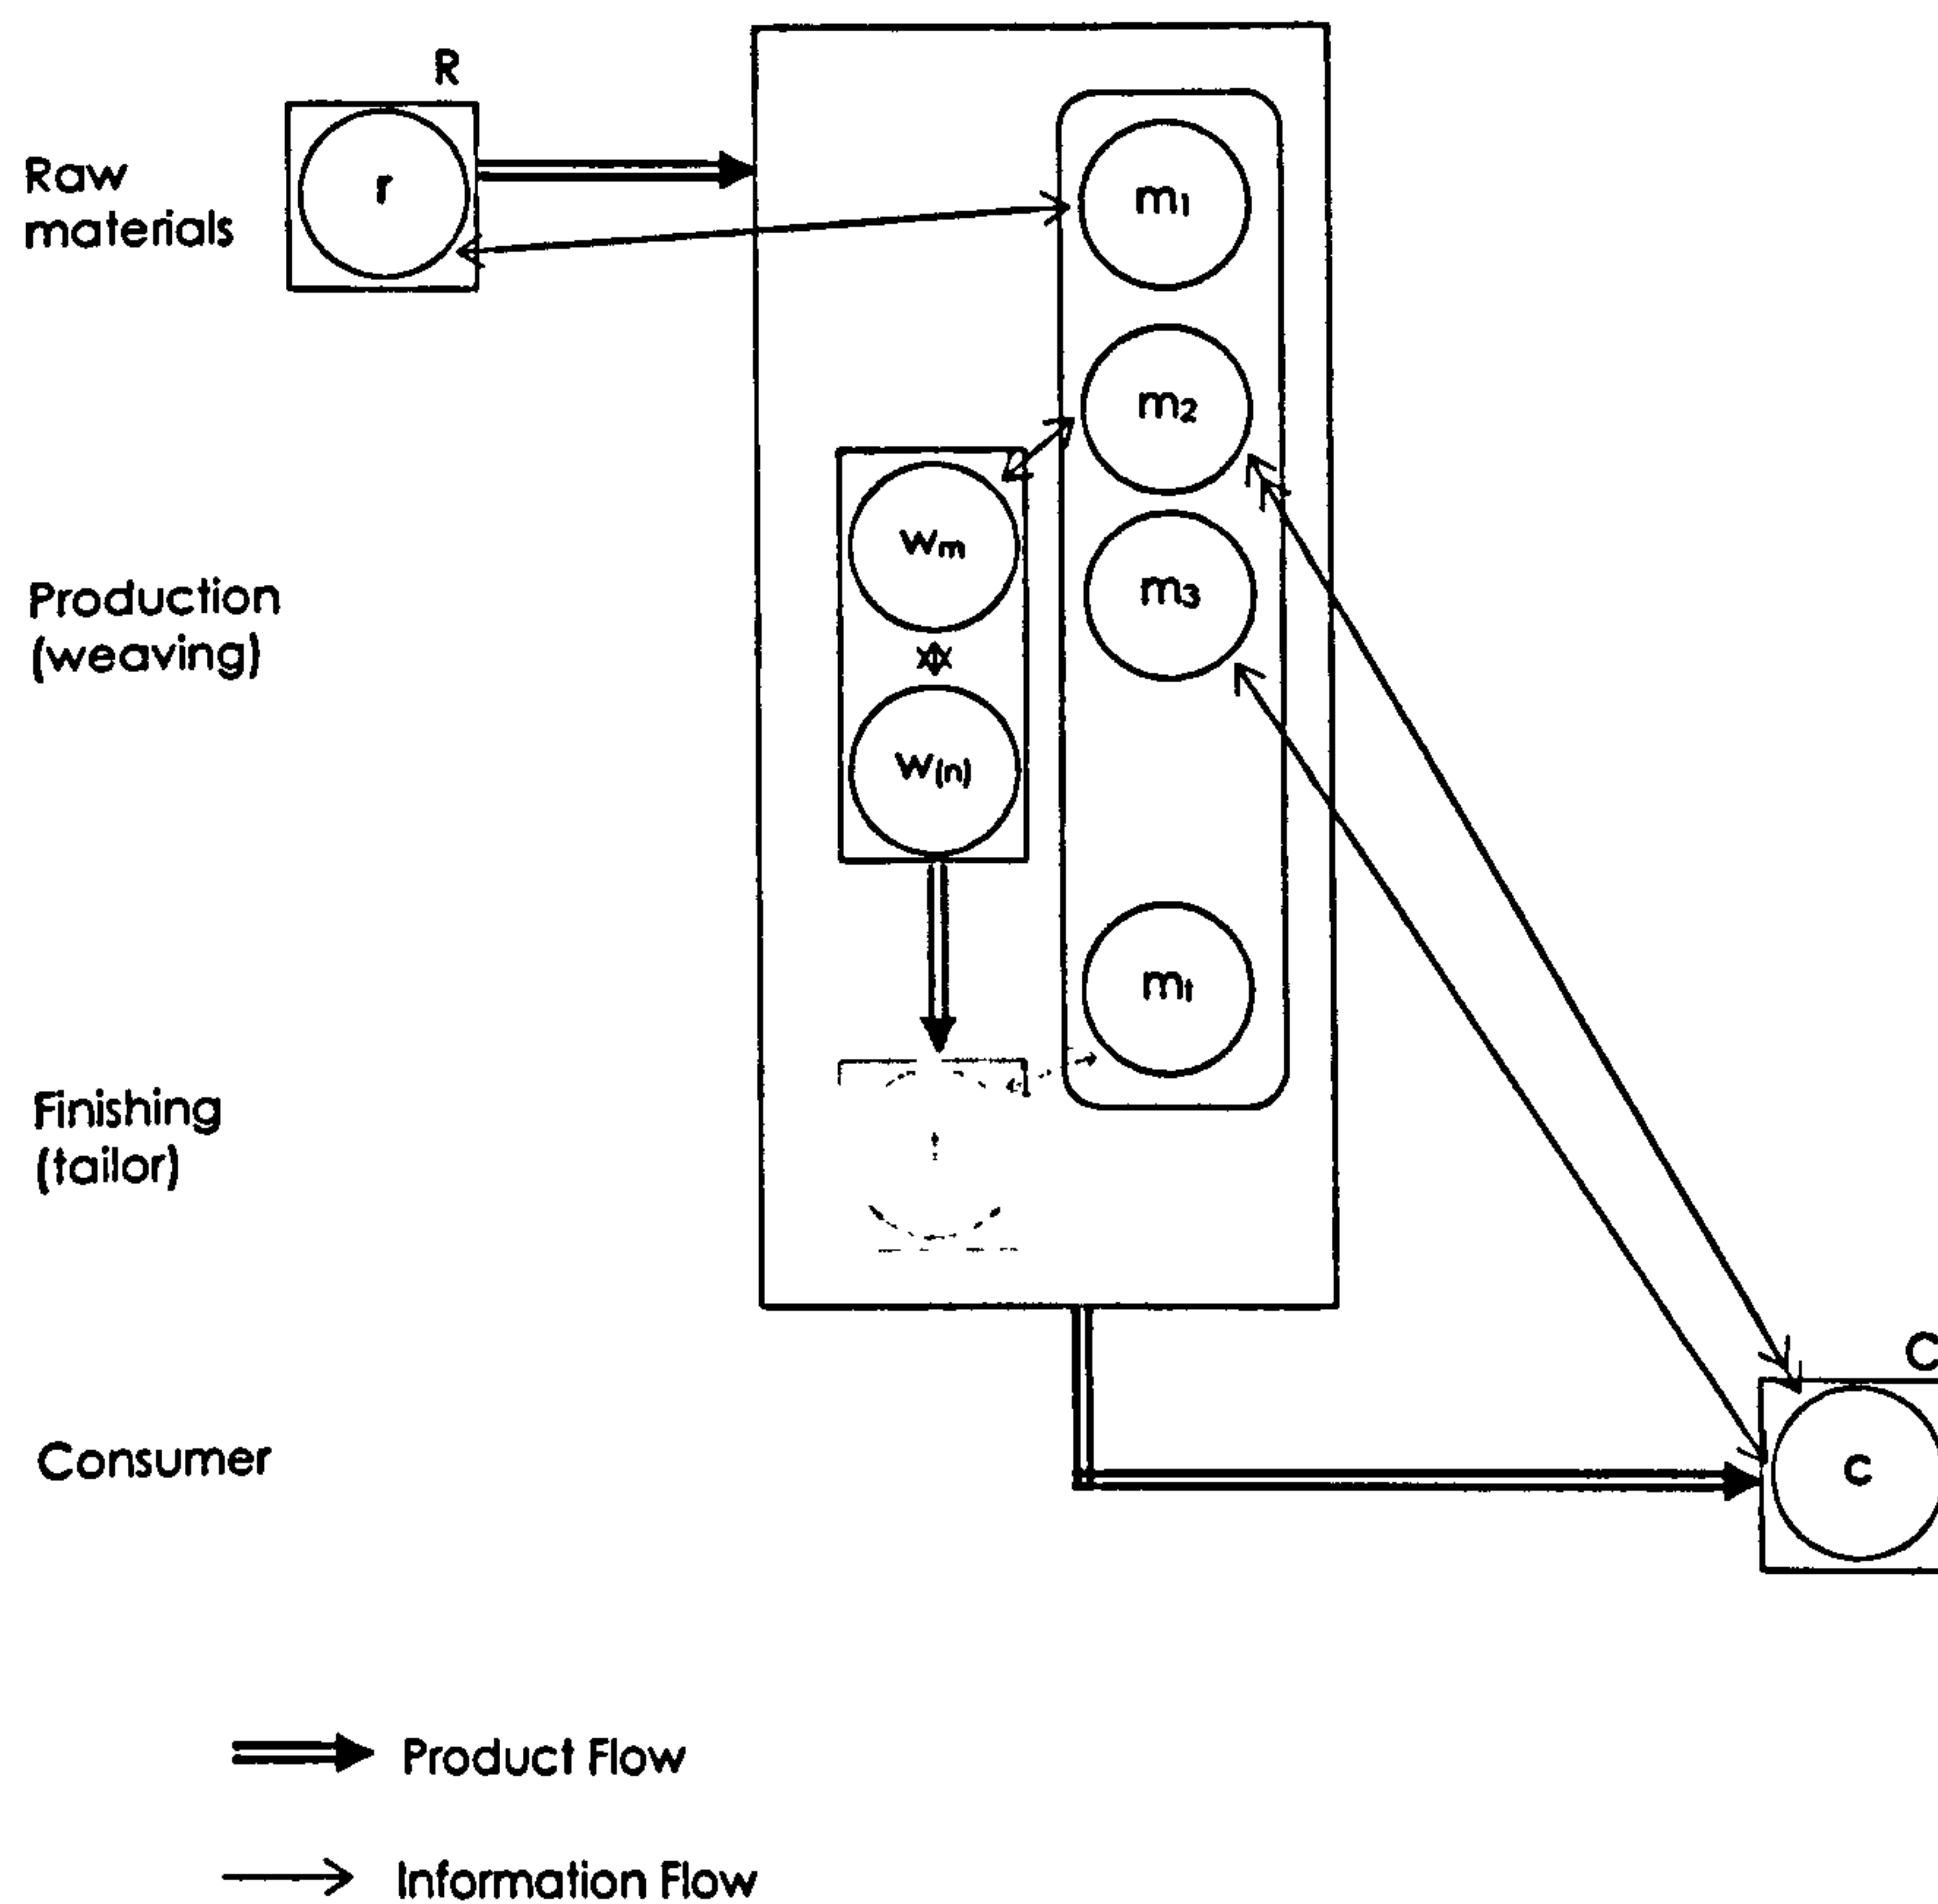 R
Raw
materials
r
m1
m2
Wm
m3
Production
(weaving)
W(n)
mt
Finishing
(tailor)
t
C
Consumer
c
Product Flow
Information Flow